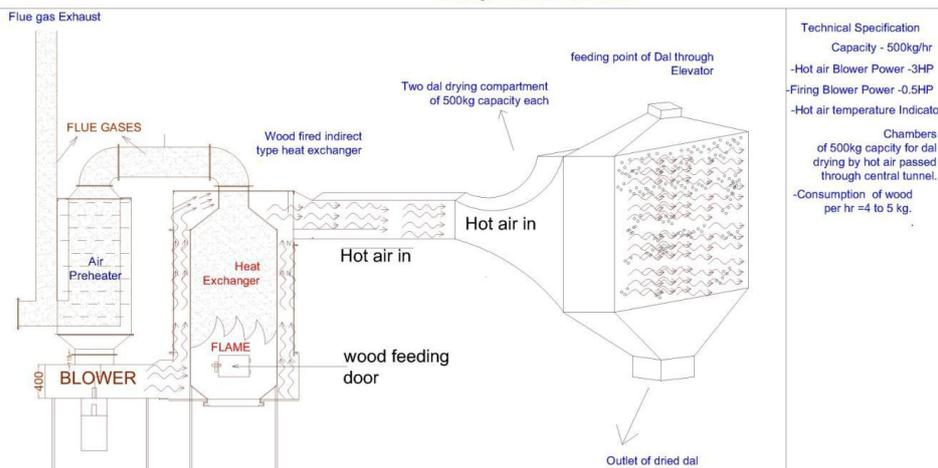 Flue gas Exhaust
FLUE GASES
Wood fired indirect
type heat exchanger
Two dal drying compartment
of 500kg capacity each
feeding point of Dal through
Elevator
Hot air in
Hot air in
Air
Preheater
Heat
Exchanger
FLAME
wood feeding
door
BLOWER
400
Outlet of dried dal
Technical Specification
Capacity - 500kg/hr
-Hot air Blower Power -3HP
-Firing Blower Power -0.5HP
-Hot air temperature Indicato
Chambers
of 500kg capcity for dal
drying by hot air passed
through central tunnel.
-Consumption of wood
per hr =4 to 5 kg.